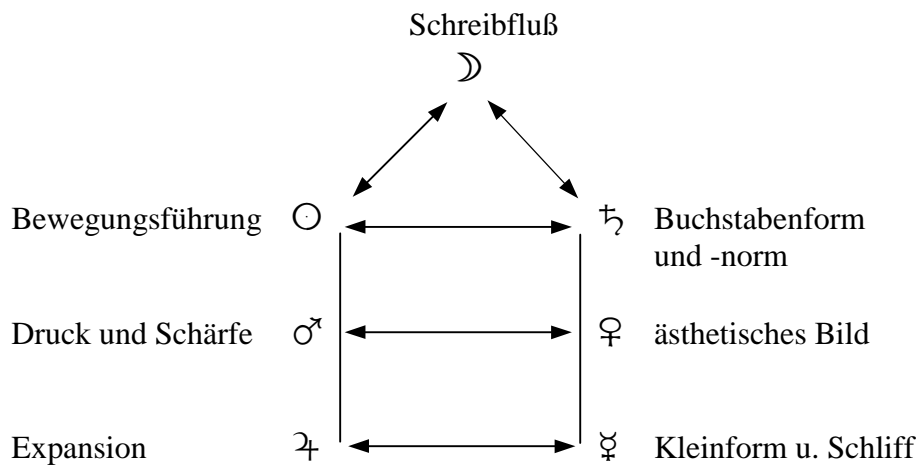 Schreibfluß
☽
Bewegungsführung ☉ ♄ Buchstabenform
und -norm
Druck und Schärfe ♂ ♀ ästhetisches Bild
Expansion ♃ ☿ Kleinform u. Schliff